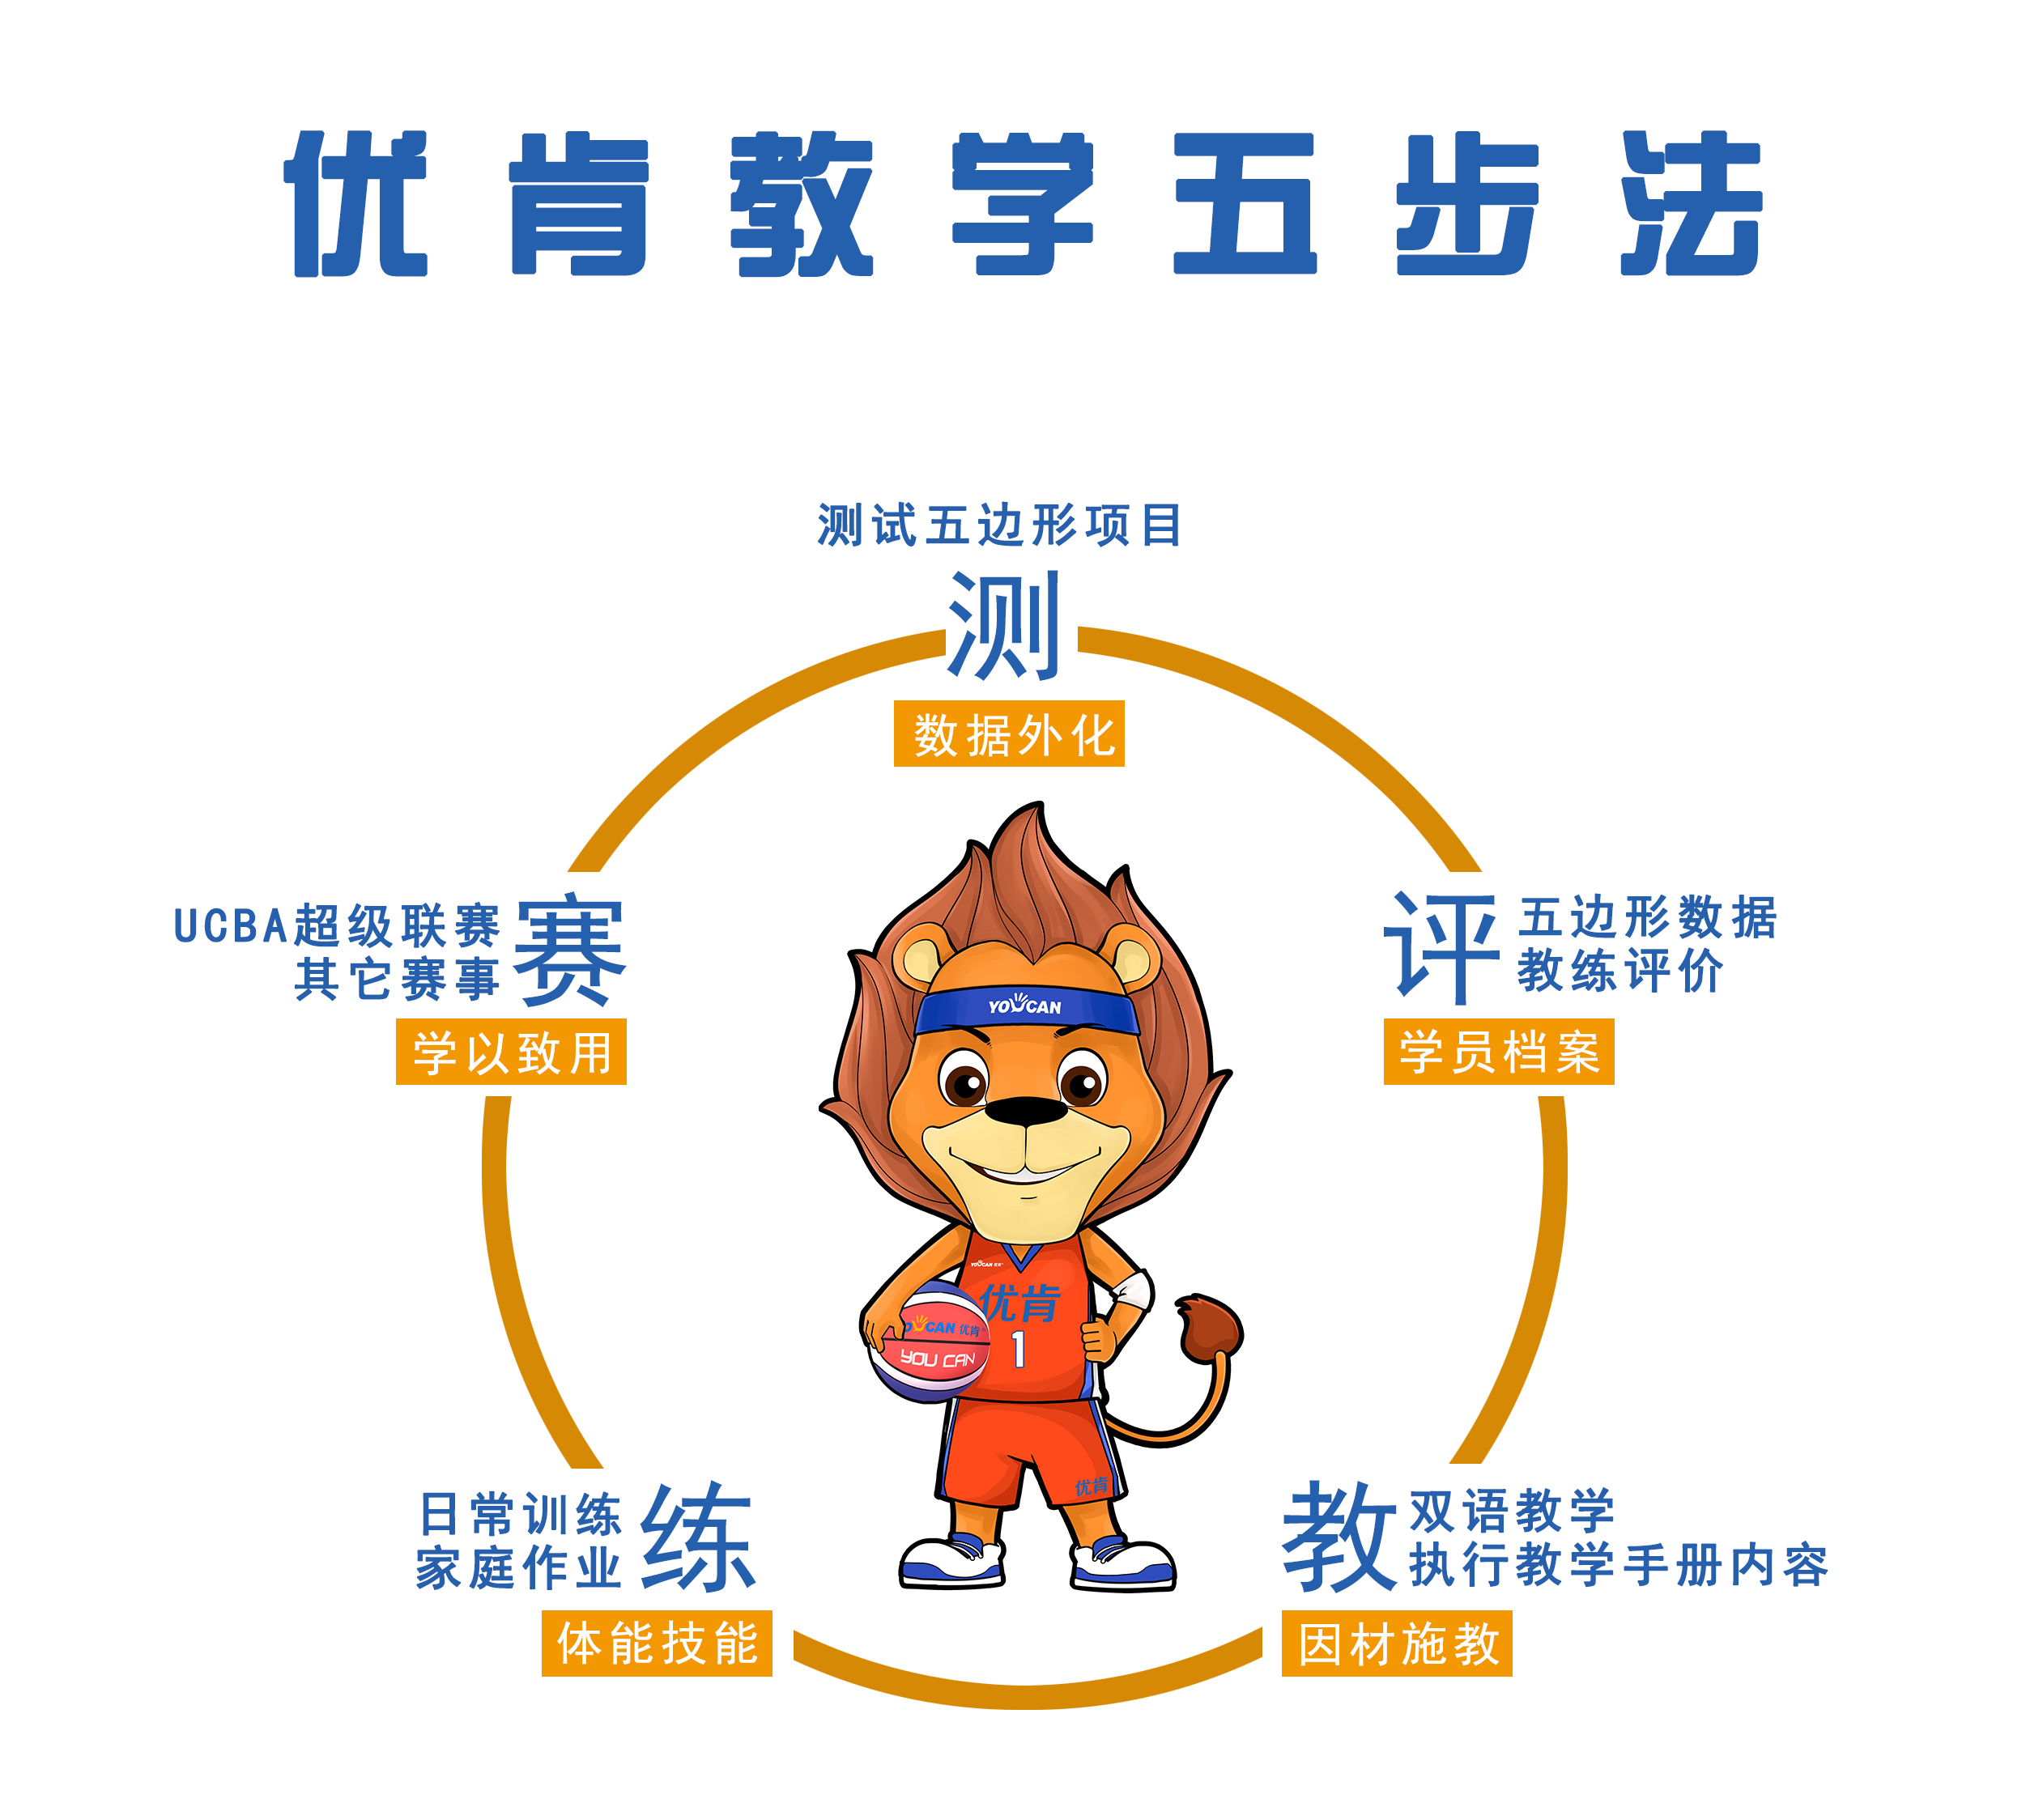 优肯教学五步法
测试五边形项目
测
数据外化
评
五边形数据
教练评价
学员档案
教
双语教学
执行教学手册内容
因材施教
练
日常训练
家庭作业
体能技能
赛
UCBA超级联赛
其它赛事
学以致用
YOUCAN
YOUCAN 优肯
优肯
1
YOUCAN 优肯
YOU CAN
优肯